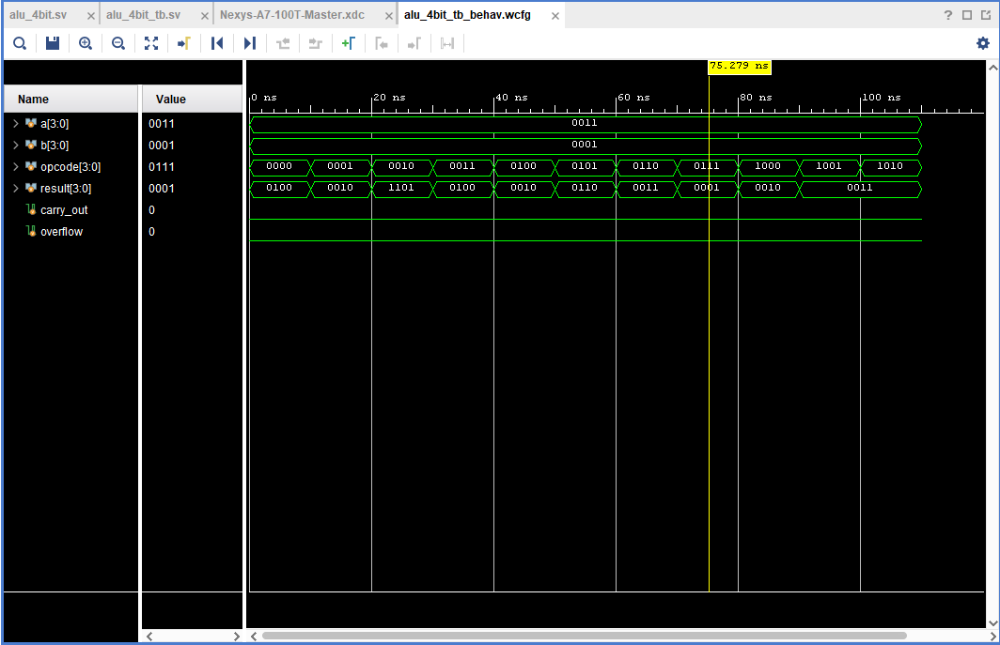 alu_4bit.sv × alu_4bit_tb.sv × Nexys-A7-100T-Master.xdc × alu_4bit_tb_behav.wcfg × ?
75.279 ns
Name Value 0 ns 20 ns 40 ns 60 ns 80 ns 100 ns
a[3:0] 0011 0011
b[3:0] 0001 0001
opcode[3:0] 0111 0000 0001 0010 0011 0100 0101 0110 0111 1000 1001 1010
result[3:0] 0001 0100 0010 1101 0100 0010 0110 0011 0001 0010 0011
carry_out 0
overflow 0